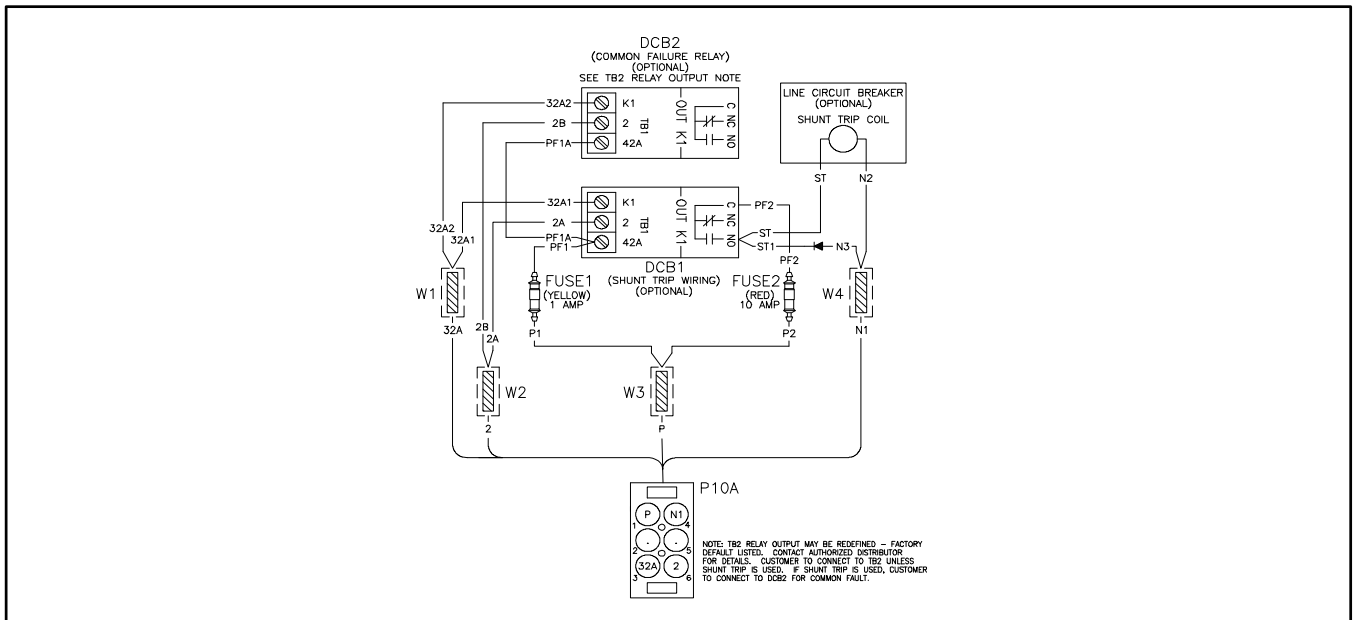 DCB2
(COMMON FAILURE RELAY)
(OPTIONAL)
SEE TB2 RELAY OUTPUT NOTE
32A2
K1
2B
2
PF1A
42A
TB1
OUT K1
C NC NO
LINE CIRCUIT BREAKER
(OPTIONAL)
SHUNT TRIP COIL
ST
N2
32A1
K1
2A
2
PF1A
PF1
42A
TB1
OUT K1
C NC NO
PF2
ST
ST1
N3
PF2
32A2
32A1
DCB1
(SHUNT TRIP WIRING)
(OPTIONAL)
FUSE1
(YELLOW)
1 AMP
FUSE2
(RED)
10 AMP
W1
W4
32A
2B
2A
P1
P2
N1
W2
W3
2
P
P10A
P
N1
1
4
.
.
2
5
32A
2
3
6
NOTE: TB2 RELAY OUTPUT MAY BE REDEFINED – FACTORY
DEFAULT LISTED. CONTACT AUTHORIZED DISTRIBUTOR
FOR DETAILS. CUSTOMER TO CONNECT TO TB2 UNLESS
SHUNT TRIP IS USED. IF SHUNT TRIP IS USED, CUSTOMER
TO CONNECT TO DCB2 FOR COMMON FAULT.